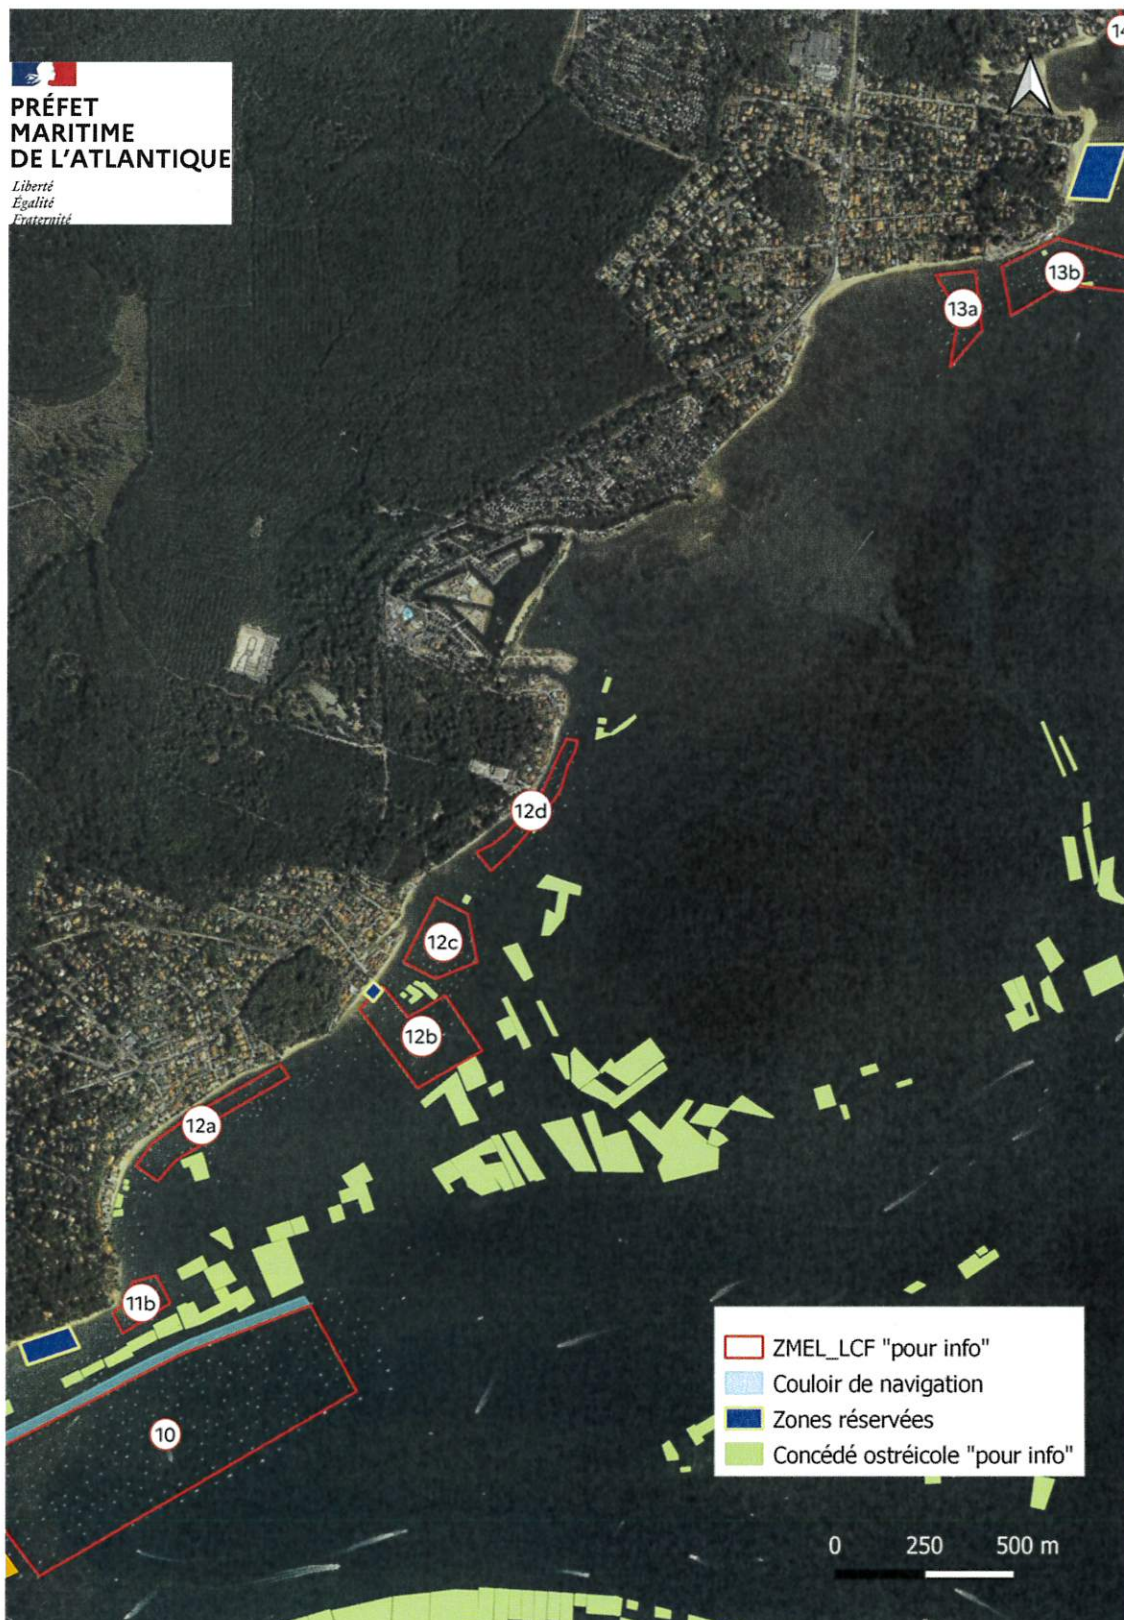 PRÉFET
MARITIME
DE L'ATLANTIQUE
Liberté
Égalité
Fraternité
14
13b
13a
12d
12c
12b
12a
11b
10
ZMEL_LCF "pour info"
Couloir de navigation
Zones réservées
Concédé ostréicole "pour info"
0 250 500 m